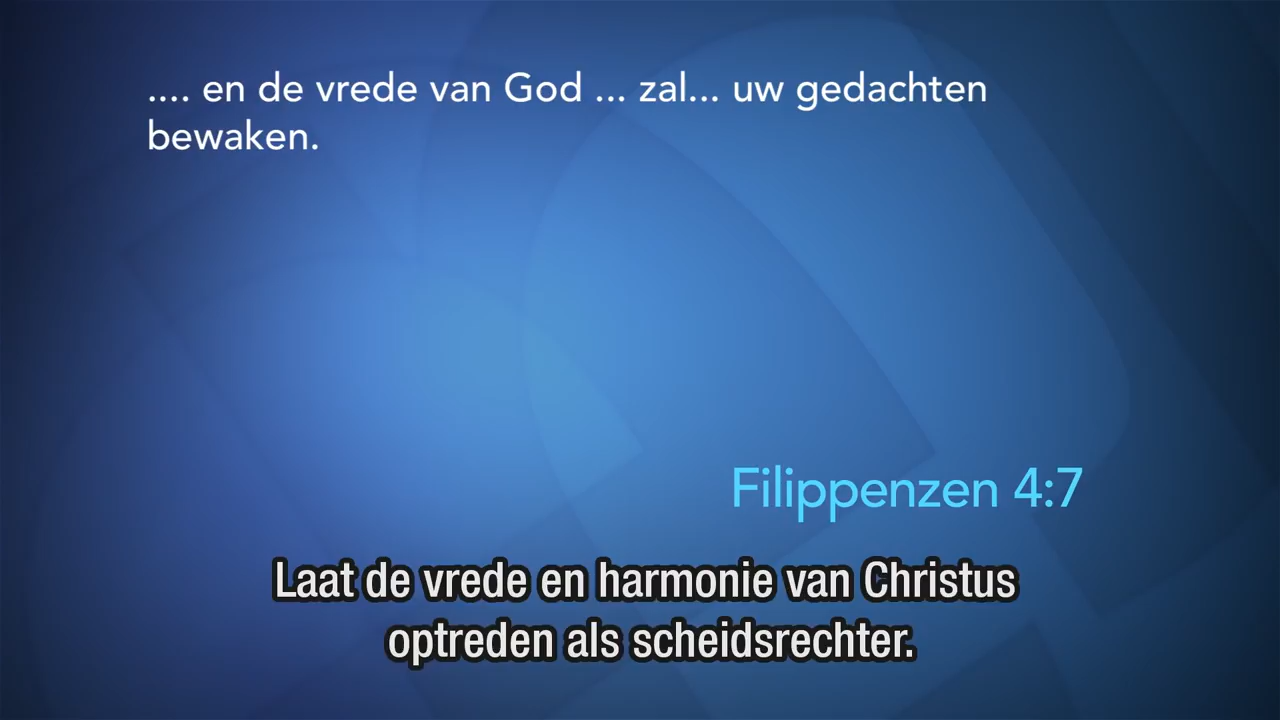 .... en de vrede van God ... zal... uw gedachten
bewaken.
Filippenzen 4:7
Laat de vrede en harmonie van Christus
optreden als scheidsrechter.